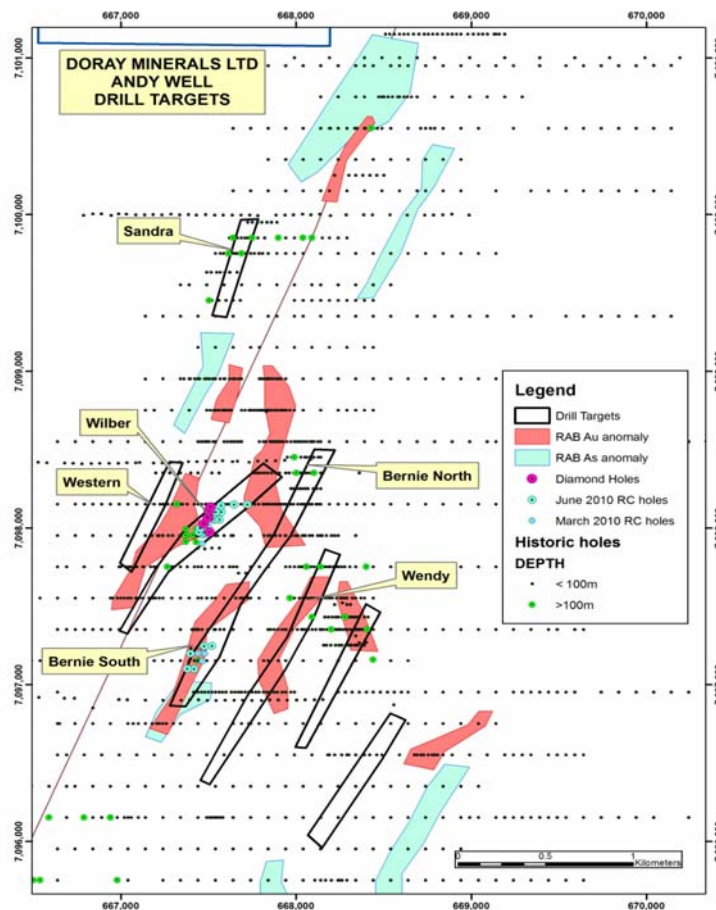 667,000 668,000 669,000 670,000
7,101,000
DORAY MINERALS LTD
ANDY WELL
DRILL TARGETS
7,100,000
Sandra
7,099,000
Legend
Drill Targets
RAB Au anomaly
RAB As anomaly
Diamond Holes
June 2010 RC holes
March 2010 RC holes
Historic holes
DEPTH
< 100m
>100m
Wilber
Western
Bernie North
7,098,000
Wendy
Bernie South
7,097,000
7,096,000
0 0.5 1
Kilometers
667,000 668,000 669,000 670,000